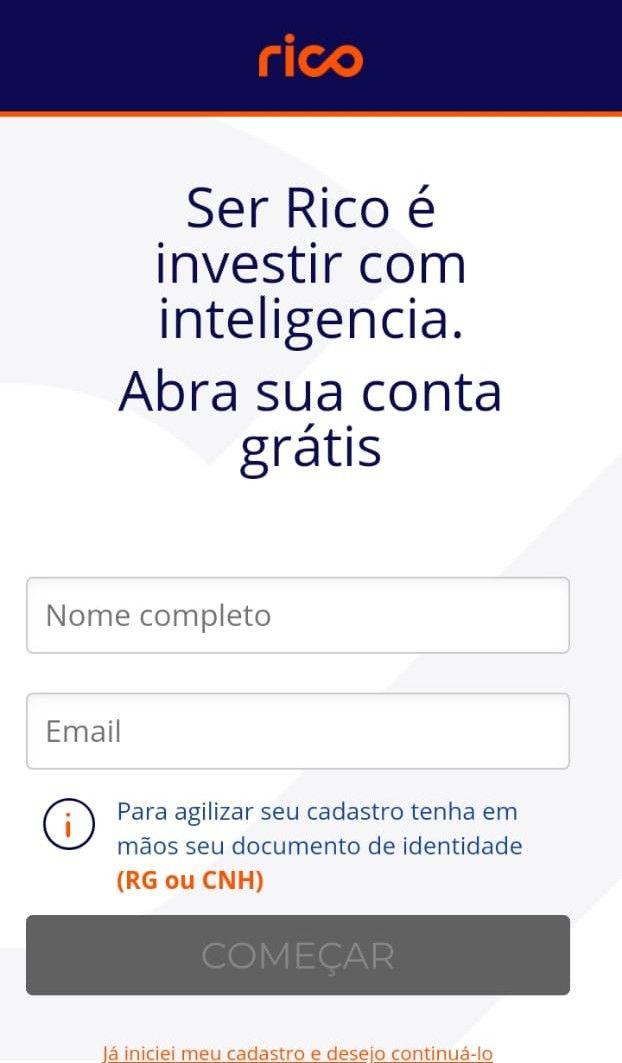 rico
Ser Rico é
investir com
inteligencia.
Abra sua conta
grátis
Nome completo
Email
i
Para agilizar seu cadastro tenha em
mãos seu documento de identidade
(RG ou CNH)
COMEÇAR
Já iniciei meu cadastro e desejo continuá-lo